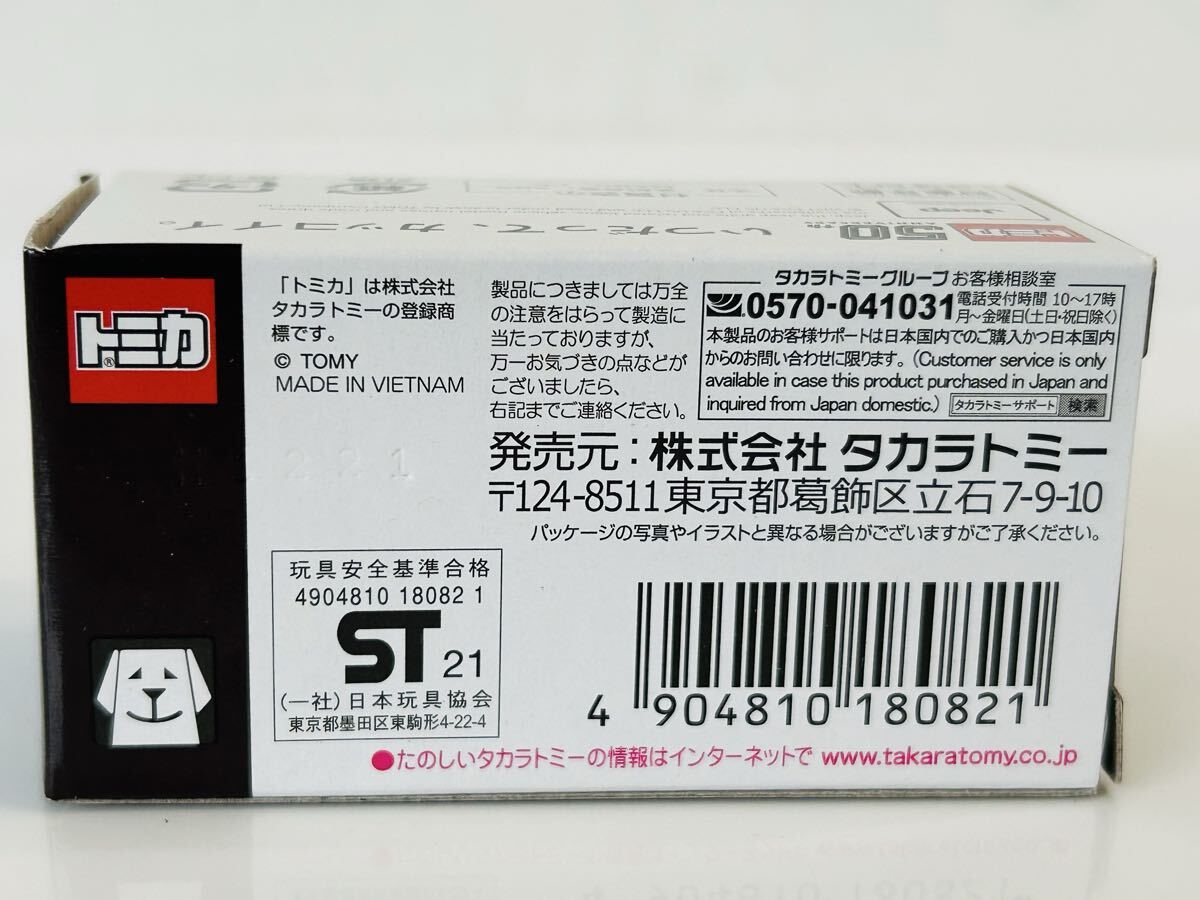 いつだって、カッコイイ。
50th
トミカ
Jeep
トミカ
®
「トミカ」は株式会社
タカラトミーの登録商
標です。
© TOMY
MADE IN VIETNAM
製品につきましては万全
の注意をはらって製造に
当たっておりますが、
万一お気づきの点などが
ございましたら、
右記までご連絡ください。
タカラトミーグループ お客様相談室
0570-041031 電話受付時間 10〜17時
月〜金曜日(土日・祝日除く)
本製品のお客様サポートは日本国内でのご購入かつ日本国内
からのお問い合わせに限ります。(Customer service is only
available in case this product purchased in Japan and
inquired from Japan domestic.) タカラトミーサポート 検索
発売元：株式会社 タカラトミー
〒124-8511 東京都葛飾区立石7-9-10
パッケージの写真やイラストと異なる場合がございますがご了承ください。
玩具安全基準合格
4904810 18082 1
ST 21
(一社)日本玩具協会
東京都墨田区東駒形4-22-4
4 904810 180821
●たのしいタカラトミーの情報はインターネットで www.takaratomy.co.jp